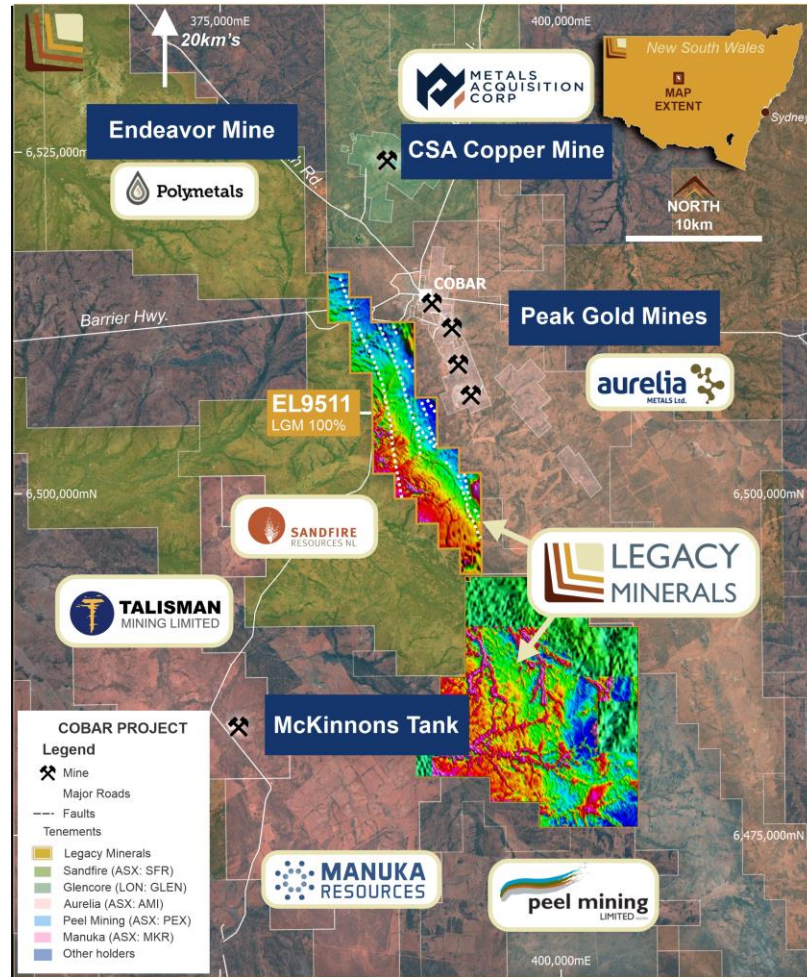 375,000mE
400,000mE
20km's
METALS
ACQUISITION
CORP
New South Wales
MAP
EXTENT
Sydney
Endeavor Mine
CSA Copper Mine
6,525,000mN
Rd.
Polymetals
NORTH
10km
COBAR
Barrier Hwy.
Peak Gold Mines
aurelia
METALS Ltd.
EL9511
LGM 100%
6,500,000mN
6,500,000mN
SANDFIRE
RESOURCES NL
LEGACY
MINERALS
TALISMAN
MINING LIMITED
McKinnons Tank
COBAR PROJECT
Legend
Mine
Major Roads
Faults
Tenements
Legacy Minerals
Sandfire (ASX: SFR)
Glencore (LON: GLEN)
Aurelia (ASX: AMI)
Peel Mining (ASX: PEX)
Manuka (ASX: MKR)
Other holders
6,475,000mN
MANUKA
RESOURCES
peel mining
LIMITED
400,000mE